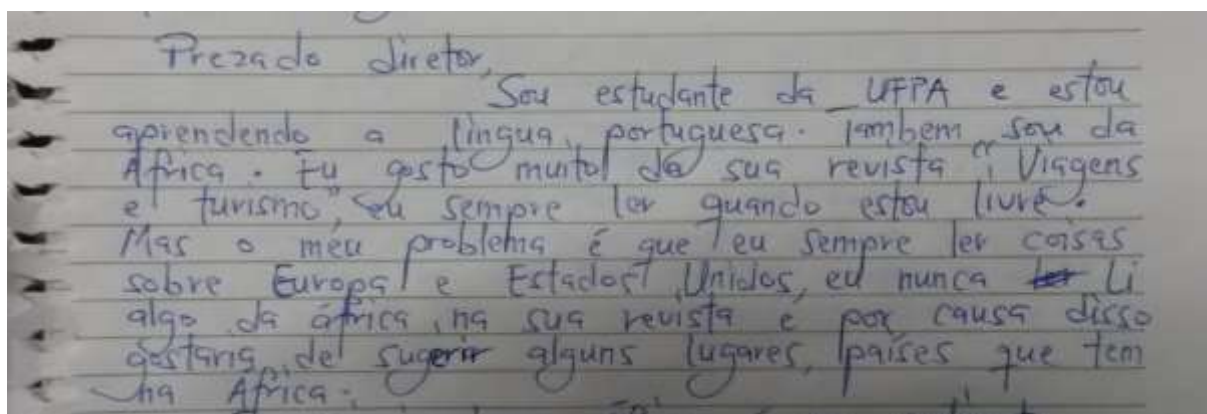 Prezado diretor,
Sou estudante da UFPA e estou
aprendendo a língua portuguesa. Tambem sou da
África. Eu gosto muito da sua revista "Viagens
e turismo", eu sempre ler quando estou livre.
Mas o meu problema é que eu sempre ler coisas
sobre Europa e Estados Unidos, eu nunca Li
algo da áfrica, na sua revista e por causa disso
gostaria de sugerir alguns lugares, países que tem
na África.